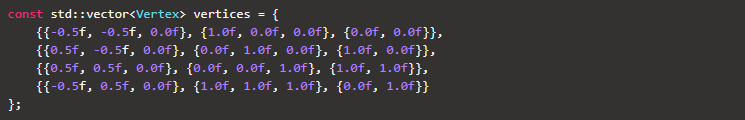 const std::vector<Vertex> vertices = {
    {{-0.5f, -0.5f, 0.0f}, {1.0f, 0.0f, 0.0f}, {0.0f, 0.0f}},
    {{0.5f, -0.5f, 0.0f}, {0.0f, 1.0f, 0.0f}, {1.0f, 0.0f}},
    {{0.5f, 0.5f, 0.0f}, {0.0f, 0.0f, 1.0f}, {1.0f, 1.0f}},
    {{-0.5f, 0.5f, 0.0f}, {1.0f, 1.0f, 1.0f}, {0.0f, 1.0f}}
};